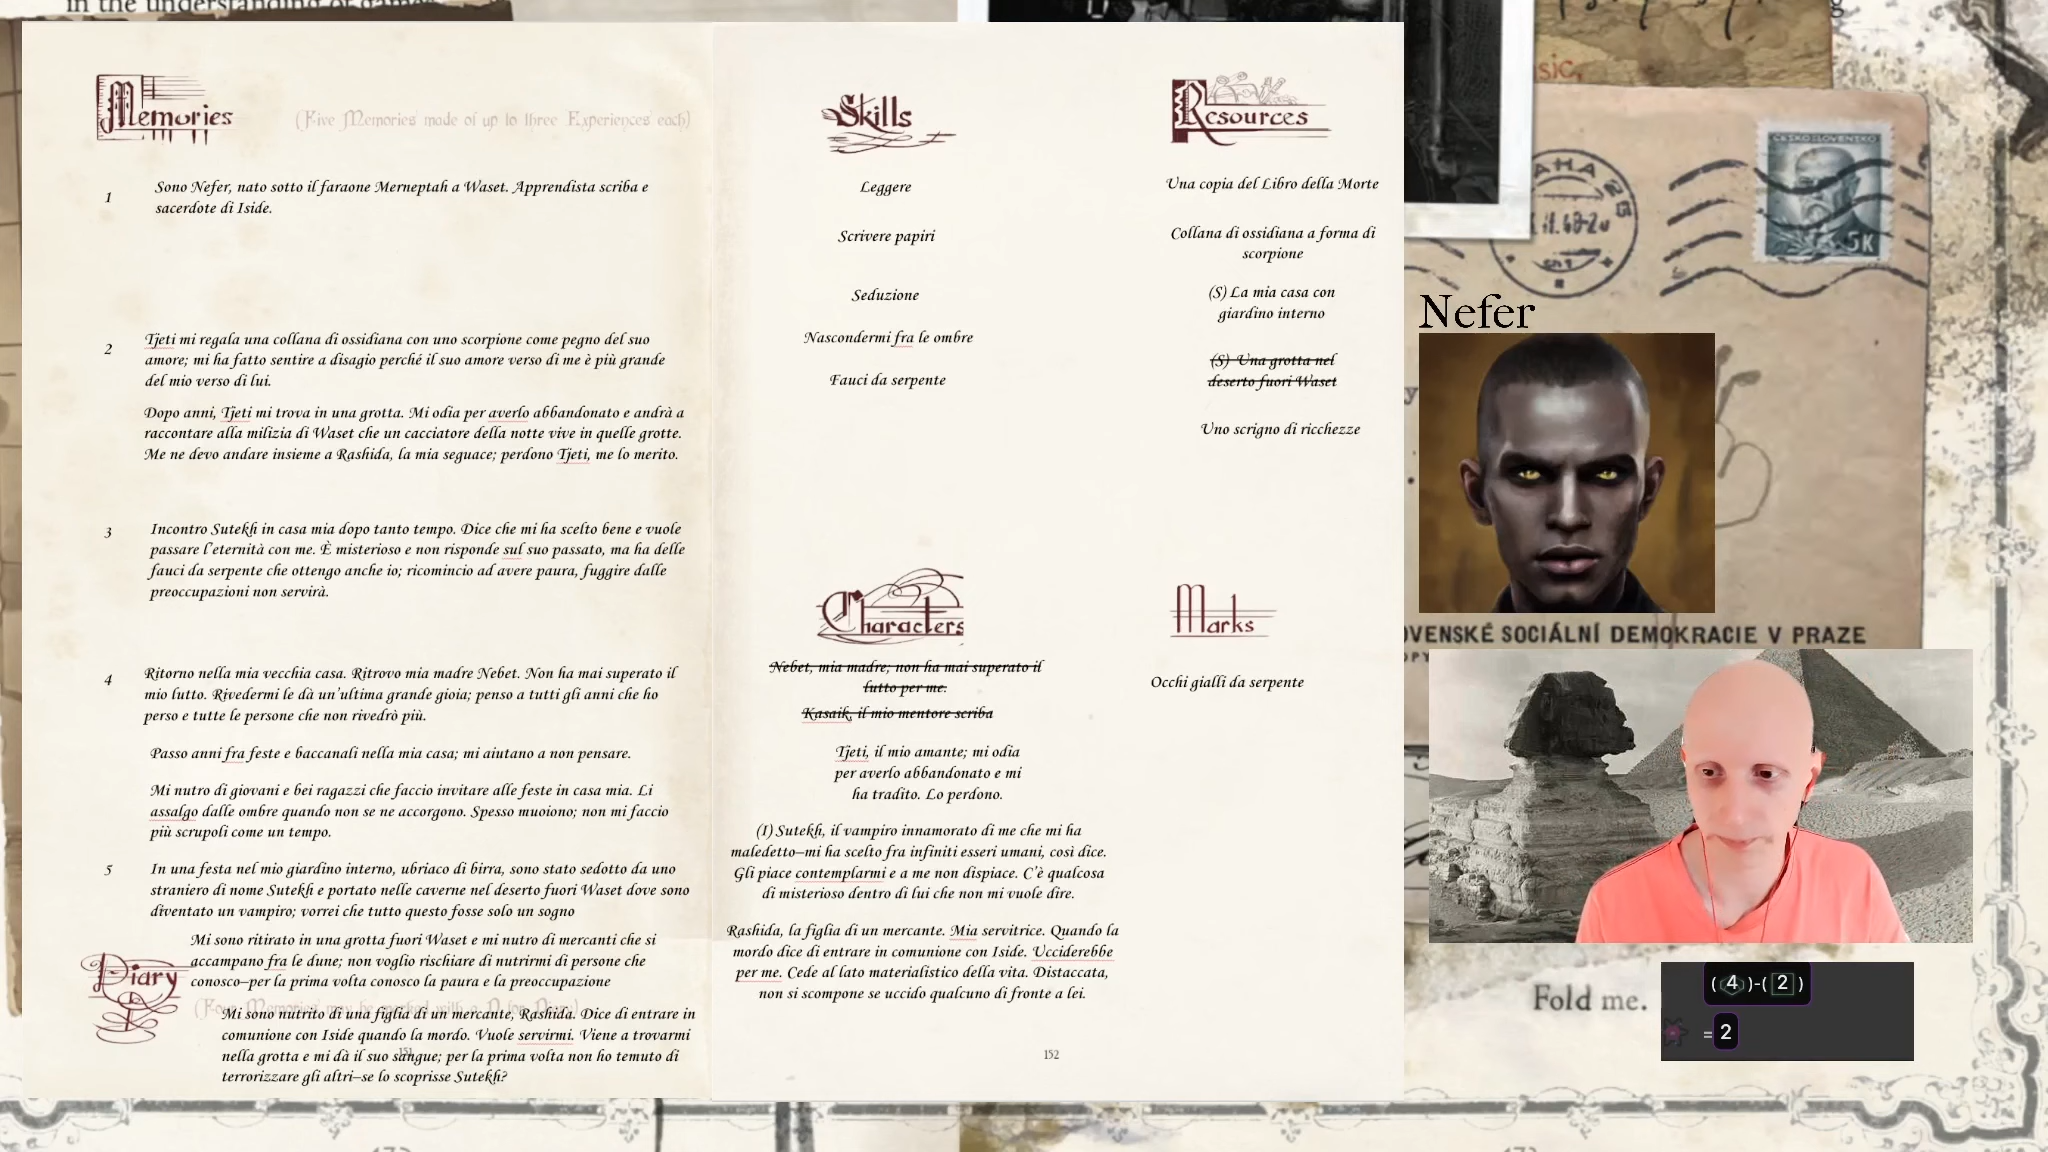 in the understanding of games
Memories
(Five Memories made of up to three Experiences each)
1
Sono Nefer, nato sotto il faraone Merneptah a Waset. Apprendista scriba e
sacerdote di Iside.
2
Tjeti mi regala una collana di ossidiana con uno scorpione come pegno del suo
amore; mi ha fatto sentire a disagio perché il suo amore verso di me è più grande
del mio verso di lui.
Dopo anni, Tjeti mi trova in una grotta. Mi odia per averlo abbandonato e andrà a
raccontare alla milizia di Waset che un cacciatore della notte vive in quelle grotte.
Me ne devo andare insieme a Rashida, la mia seguace; perdono Tjeti, me lo merito.
3
Incontro Sutekh in casa mia dopo tanto tempo. Dice che mi ha scelto bene e vuole
passare l'eternità con me. È misterioso e non risponde sul suo passato, ma ha delle
fauci da serpente che ottengo anche io; ricomincio ad avere paura, fuggire dalle
preoccupazioni non servirà.
4
Ritorno nella mia vecchia casa. Ritrovo mia madre Nebet. Non ha mai superato il
mio lutto. Rivedermi le dà un'ultima grande gioia; penso a tutti gli anni che ho
perso e tutte le persone che non rivedrò più.
Passo anni fra feste e baccanali nella mia casa; mi aiutano a non pensare.
Mi nutro di giovani e bei ragazzi che faccio invitare alle feste in casa mia. Li
assalgo dalle ombre quando non se ne accorgono. Spesso muoiono; non mi faccio
più scrupoli come un tempo.
5
In una festa nel mio giardino interno, ubriaco di birra, sono stato sedotto da uno
straniero di nome Sutekh e portato nelle caverne nel deserto fuori Waset dove sono
diventato un vampiro; vorrei che tutto questo fosse solo un sogno
Mi sono ritirato in una grotta fuori Waset e mi nutro di mercanti che si
accampano fra le dune; non voglio rischiare di nutrirmi di persone che
conosco–per la prima volta conosco la paura e la preoccupazione
Diary
(Four Memories may be marked with a D for Diary)
Mi sono nutrito di una figlia di un mercante, Rashida. Dice di entrare in
comunione con Iside quando la mordo. Vuole servirmi. Viene a trovarmi
nella grotta e mi dà il suo sangue; per la prima volta non ho temuto di
terrorizzare gli altri–se lo scoprisse Sutekh?
151
Skills
Leggere
Scrivere papiri
Seduzione
Nascondermi fra le ombre
Fauci da serpente
Resources
Una copia del Libro della Morte
Collana di ossidiana a forma di
scorpione
(S) La mia casa con
giardino interno
(S) Una grotta nel
deserto fuori Waset
Uno scrigno di ricchezze
Characters
Nebet, mia madre; non ha mai superato il
lutto per me.
Kasaik, il mio mentore scriba
Tjeti, il mio amante; mi odia
per averlo abbandonato e mi
ha tradito. Lo perdono.
(I) Sutekh, il vampiro innamorato di me che mi ha
maledetto–mi ha scelto fra infiniti esseri umani, così dice.
Gli piace contemplarmi e a me non dispiace. C'è qualcosa
di misterioso dentro di lui che non mi vuole dire.
Rashida, la figlia di un mercante. Mia servitrice. Quando la
mordo dice di entrare in comunione con Iside. Ucciderebbe
per me. Cede al lato materialistico della vita. Distaccata,
non si scompone se uccido qualcuno di fronte a lei.
Marks
Occhi gialli da serpente
152
sic,
ČESKOSLOVENSKO
5K
Nefer
OVENSKÉ SOCIÁLNÍ DEMOKRACIE V PRAZE
Fold me.
(4)-(2)
=2